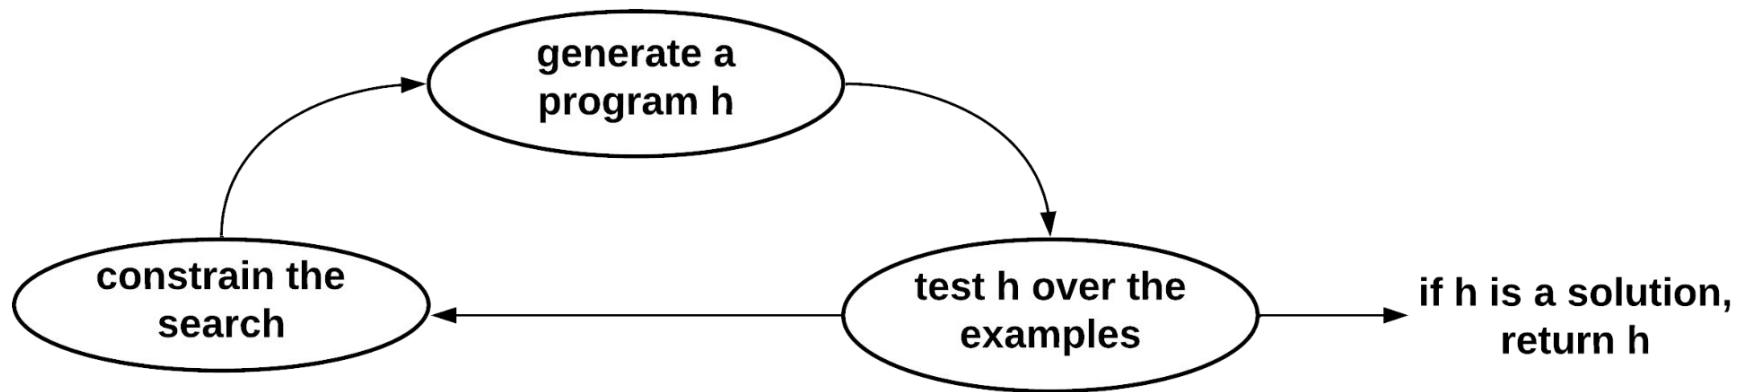 generate a
program h
constrain the
search
test h over the
examples
if h is a solution,
return h